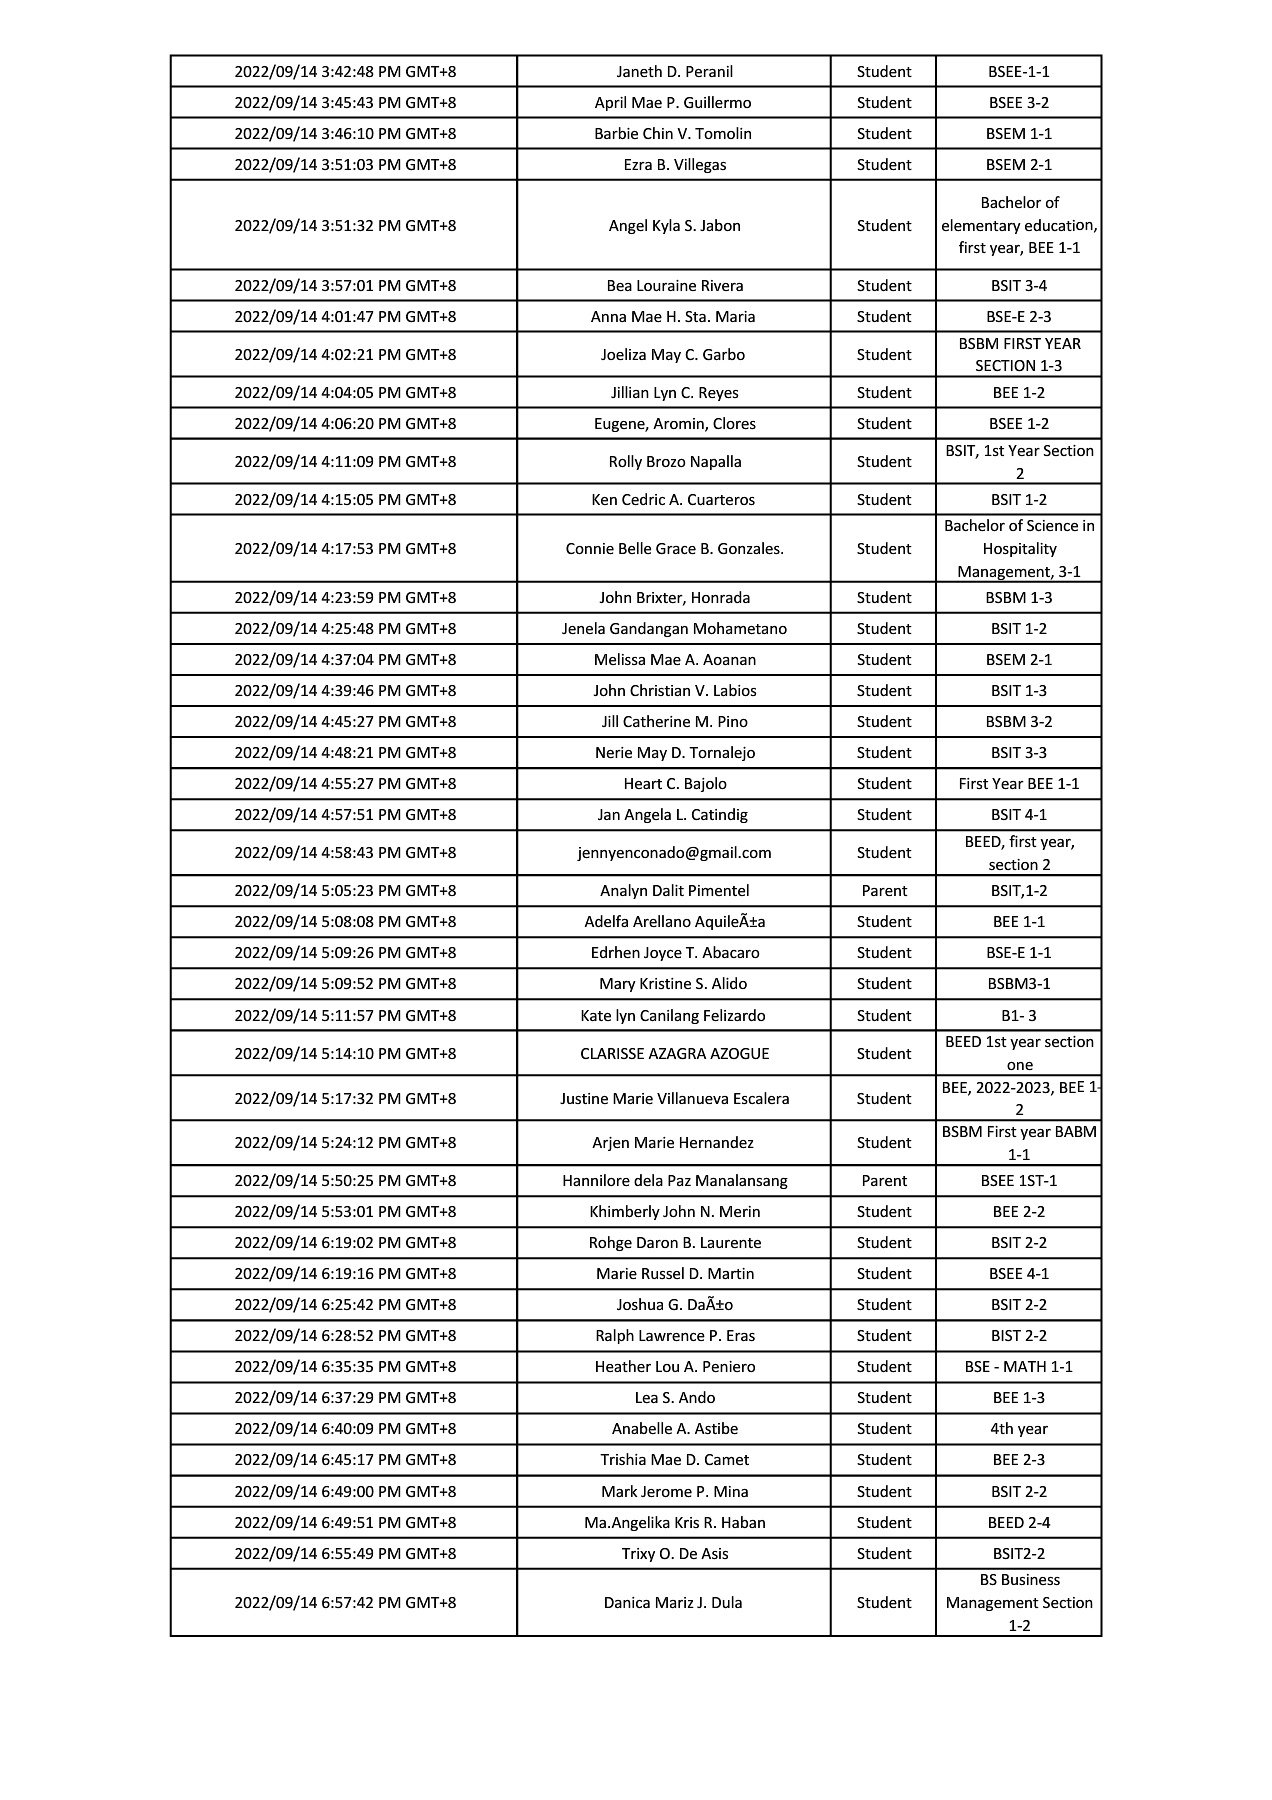 2022/09/14 3:42:48 PM GMT+8 Janeth D. Peranil Student BSEE-1-1
2022/09/14 3:45:43 PM GMT+8 April Mae P. Guillermo Student BSEE 3-2
2022/09/14 3:46:10 PM GMT+8 Barbie Chin V. Tomolin Student BSEM 1-1
2022/09/14 3:51:03 PM GMT+8 Ezra B. Villegas Student BSEM 2-1
2022/09/14 3:51:32 PM GMT+8 Angel Kyla S. Jabon Student Bachelor of
elementary education,
first year, BEE 1-1
2022/09/14 3:57:01 PM GMT+8 Bea Louraine Rivera Student BSIT 3-4
2022/09/14 4:01:47 PM GMT+8 Anna Mae H. Sta. Maria Student BSE-E 2-3
2022/09/14 4:02:21 PM GMT+8 Joeliza May C. Garbo Student BSBM FIRST YEAR
SECTION 1-3
2022/09/14 4:04:05 PM GMT+8 Jillian Lyn C. Reyes Student BEE 1-2
2022/09/14 4:06:20 PM GMT+8 Eugene, Aromin, Clores Student BSEE 1-2
2022/09/14 4:11:09 PM GMT+8 Rolly Brozo Napalla Student BSIT, 1st Year Section
2
2022/09/14 4:15:05 PM GMT+8 Ken Cedric A. Cuarteros Student BSIT 1-2
2022/09/14 4:17:53 PM GMT+8 Connie Belle Grace B. Gonzales. Student Bachelor of Science in
Hospitality
Management, 3-1
2022/09/14 4:23:59 PM GMT+8 John Brixter, Honrada Student BSBM 1-3
2022/09/14 4:25:48 PM GMT+8 Jenela Gandangan Mohametano Student BSIT 1-2
2022/09/14 4:37:04 PM GMT+8 Melissa Mae A. Aoanan Student BSEM 2-1
2022/09/14 4:39:46 PM GMT+8 John Christian V. Labios Student BSIT 1-3
2022/09/14 4:45:27 PM GMT+8 Jill Catherine M. Pino Student BSBM 3-2
2022/09/14 4:48:21 PM GMT+8 Nerie May D. Tornalejo Student BSIT 3-3
2022/09/14 4:55:27 PM GMT+8 Heart C. Bajolo Student First Year BEE 1-1
2022/09/14 4:57:51 PM GMT+8 Jan Angela L. Catindig Student BSIT 4-1
2022/09/14 4:58:43 PM GMT+8 jennyenconado@gmail.com Student BEED, first year,
section 2
2022/09/14 5:05:23 PM GMT+8 Analyn Dalit Pimentel Parent BSIT,1-2
2022/09/14 5:08:08 PM GMT+8 Adelfa Arellano AquileÃ±a Student BEE 1-1
2022/09/14 5:09:26 PM GMT+8 Edrhen Joyce T. Abacaro Student BSE-E 1-1
2022/09/14 5:09:52 PM GMT+8 Mary Kristine S. Alido Student BSBM3-1
2022/09/14 5:11:57 PM GMT+8 Kate lyn Canilang Felizardo Student B1- 3
2022/09/14 5:14:10 PM GMT+8 CLARISSE AZAGRA AZOGUE Student BEED 1st year section
one
2022/09/14 5:17:32 PM GMT+8 Justine Marie Villanueva Escalera Student BEE, 2022-2023, BEE 1-
2
2022/09/14 5:24:12 PM GMT+8 Arjen Marie Hernandez Student BSBM First year BABM
1-1
2022/09/14 5:50:25 PM GMT+8 Hannilore dela Paz Manalansang Parent BSEE 1ST-1
2022/09/14 5:53:01 PM GMT+8 Khimberly John N. Merin Student BEE 2-2
2022/09/14 6:19:02 PM GMT+8 Rohge Daron B. Laurente Student BSIT 2-2
2022/09/14 6:19:16 PM GMT+8 Marie Russel D. Martin Student BSEE 4-1
2022/09/14 6:25:42 PM GMT+8 Joshua G. DaÃ±o Student BSIT 2-2
2022/09/14 6:28:52 PM GMT+8 Ralph Lawrence P. Eras Student BIST 2-2
2022/09/14 6:35:35 PM GMT+8 Heather Lou A. Peniero Student BSE - MATH 1-1
2022/09/14 6:37:29 PM GMT+8 Lea S. Ando Student BEE 1-3
2022/09/14 6:40:09 PM GMT+8 Anabelle A. Astibe Student 4th year
2022/09/14 6:45:17 PM GMT+8 Trishia Mae D. Camet Student BEE 2-3
2022/09/14 6:49:00 PM GMT+8 Mark Jerome P. Mina Student BSIT 2-2
2022/09/14 6:49:51 PM GMT+8 Ma.Angelika Kris R. Haban Student BEED 2-4
2022/09/14 6:55:49 PM GMT+8 Trixy O. De Asis Student BSIT2-2
2022/09/14 6:57:42 PM GMT+8 Danica Mariz J. Dula Student BS Business
Management Section
1-2